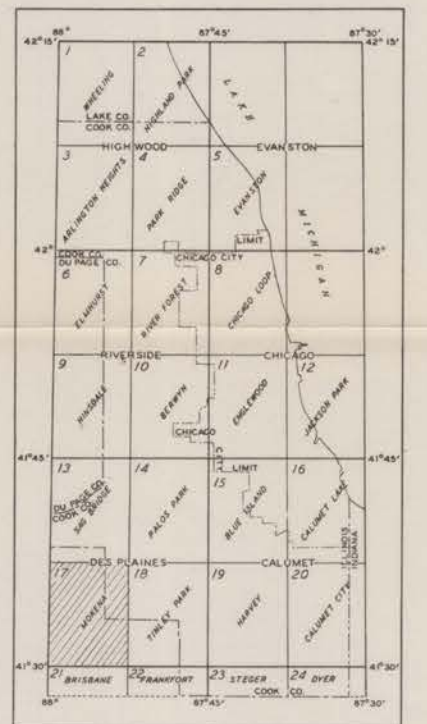 88° 87°45' 87°30'
42°15' 42°15'
1 2
WHEELING HIGHLAND PARK LAKE
LAKE CO.
COOK CO.
HIGHWOOD EVANSTON
3 4 5
ARLINGTON HEIGHTS PARK RIDGE EVANSTON MICHIGAN
LIMIT
42° 42°
COOK CO.
DU PAGE CO.
CHICAGO CITY
6 7 8
ELMHURST RIVER FOREST CHICAGO LOOP
RIVERSIDE CHICAGO
9 10 11 12
HINSDALE BERWYN ENGLEWOOD JACKSON PARK
CHICAGO CITY LIMIT
41°45' 41°45'
13 14 15 16
DU PAGE CO.
COOK CO.
SAG BRIDGE PALOS PARK BLUE ISLAND CALUMET LAKE
ILLINOIS
INDIANA
DES PLAINES CALUMET
17 18 19 20
MOKENA TINLEY PARK HARVEY CALUMET CITY
41°30' 41°30'
21 BRISBANE 22 FRANKFORT 23 STEGER 24 DYER
COOK CO.
88° 87°45' 87°30'